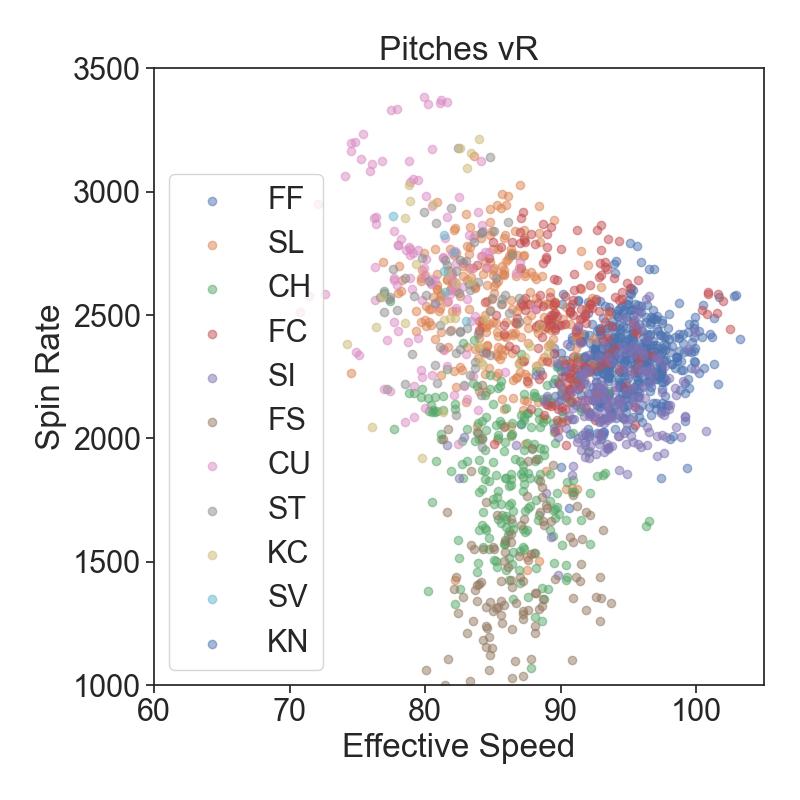 Pitches vR
3500
3000
2500
2000
1500
1000
Spin Rate
FF
SL
CH
FC
SI
FS
CU
ST
KC
SV
KN
60 70 80 90 100
Effective Speed